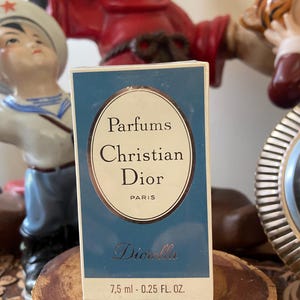 Parfums
Christian
Dior
PARIS
Diorella
7,5 ml - 0.25 FL. OZ.